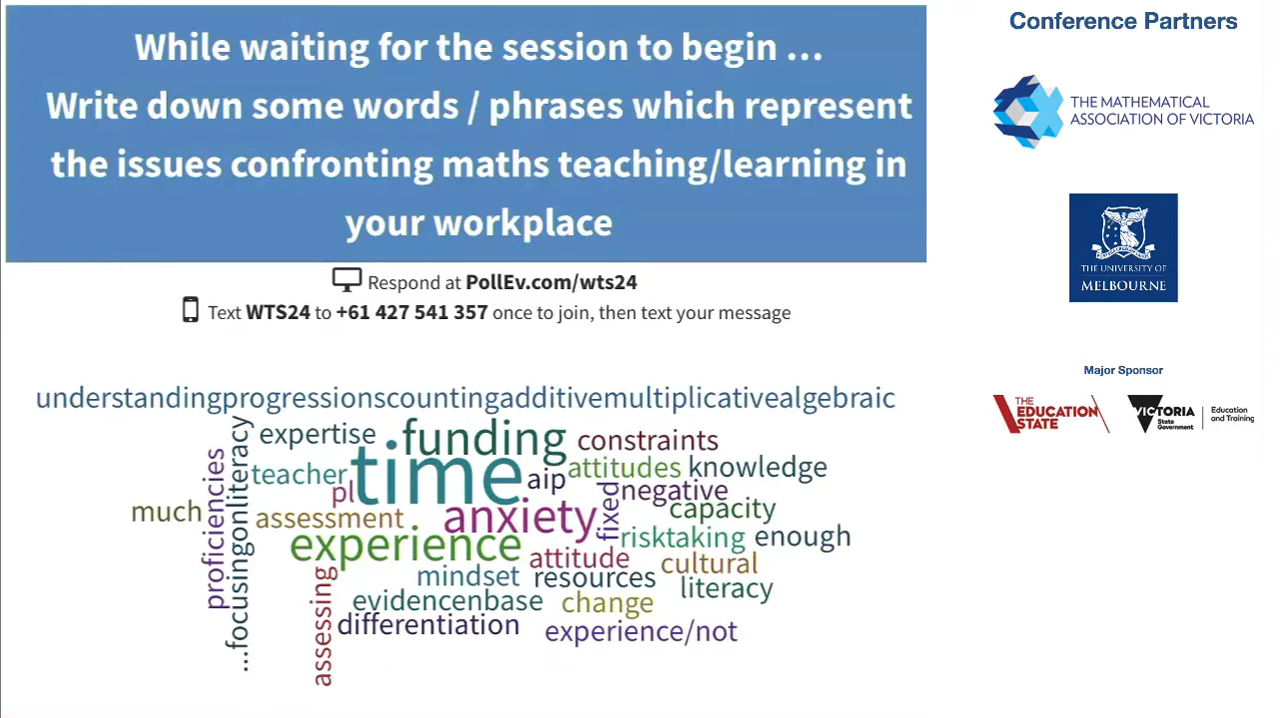 While waiting for the session to begin ...
Write down some words / phrases which represent
the issues confronting maths teaching/learning in
your workplace
Respond at PollEv.com/wts24
Text WTS24 to +61 427 541 357 once to join, then text your message
understandingprogressionscountingadditivemultiplicativealgebraic
expertise
funding
constraints
teacher
time
aip
attitudes
knowledge
pl
fixed
negative
much
proficiencies
...focusingonliteracy
assessment
anxiety
capacity
experience
risktaking
enough
attitude
cultural
mindset
resources
literacy
assessing
evidencenbase
change
differentiation
experience/not
Conference Partners
THE MATHEMATICAL
ASSOCIATION OF VICTORIA
THE UNIVERSITY OF
MELBOURNE
Major Sponsor
THE
EDUCATION
STATE
VICTORIA
State
Government
Education
and Training